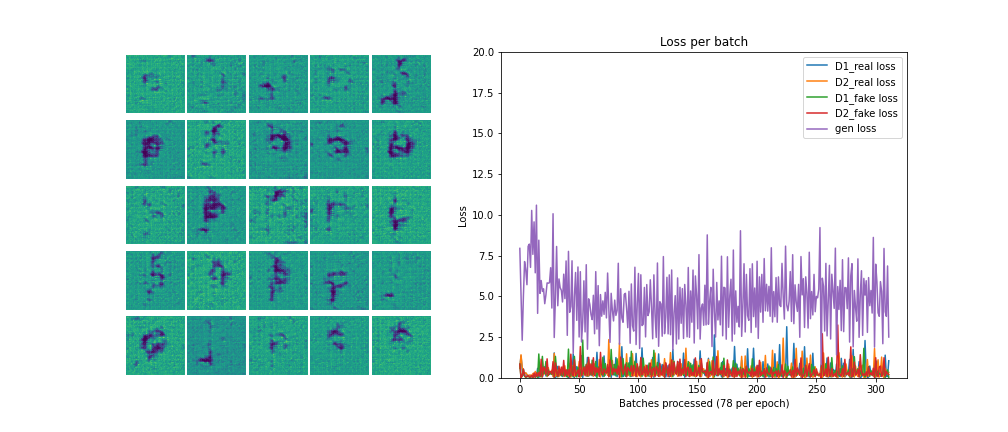 Loss per batch
20.0
17.5
15.0
12.5
10.0
7.5
5.0
2.5
0.0
Loss
D1_real loss
D2_real loss
D1_fake loss
D2_fake loss
gen loss
0 50 100 150 200 250 300
Batches processed (78 per epoch)